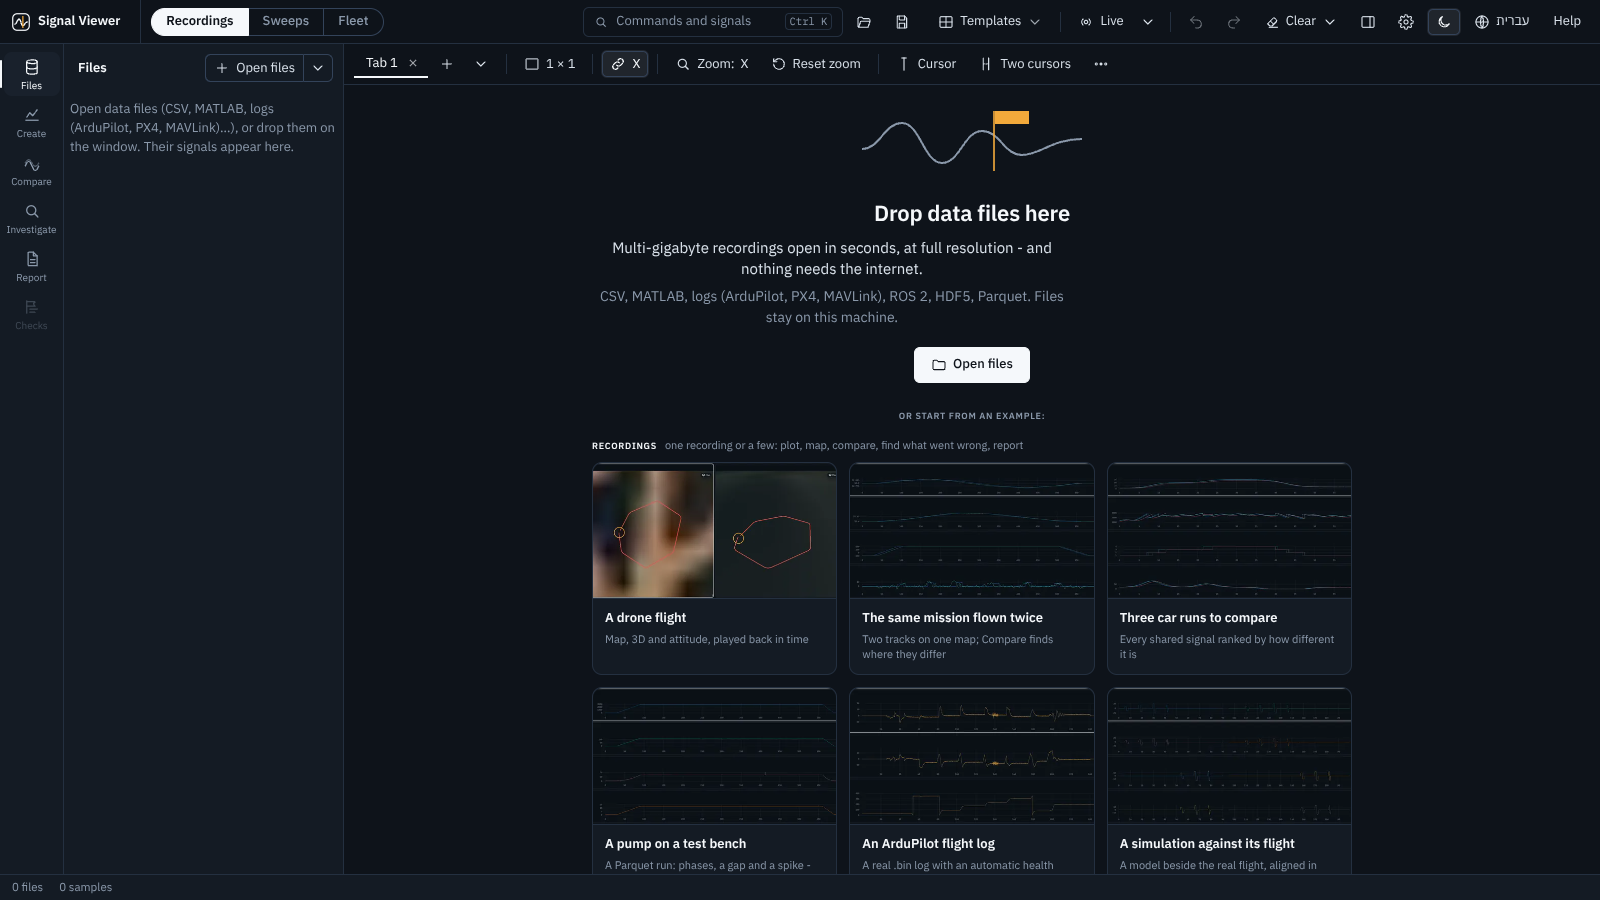 Signal Viewer
Recordings
Sweeps
Fleet
Commands and signals
Ctrl K
Templates
Live
Clear
עברית
Help
Files
Create
Compare
Investigate
Report
Checks
Files
Open files
Open data files (CSV, MATLAB, logs
(ArduPilot, PX4, MAVLink)...), or drop them on
the window. Their signals appear here.
Tab 1
1 × 1
X
Zoom: X
Reset zoom
Cursor
Two cursors
Drop data files here
Multi-gigabyte recordings open in seconds, at full resolution - and
nothing needs the internet.
CSV, MATLAB, logs (ArduPilot, PX4, MAVLink), ROS 2, HDF5, Parquet. Files
stay on this machine.
Open files
OR START FROM AN EXAMPLE:
RECORDINGS one recording or a few: plot, map, compare, find what went wrong, report
A drone flight
Map, 3D and attitude, played back in time
The same mission flown twice
Two tracks on one map; Compare finds
where they differ
Three car runs to compare
Every shared signal ranked by how different
it is
A pump on a test bench
A Parquet run: phases, a gap and a spike -
An ArduPilot flight log
A real .bin log with an automatic health
A simulation against its flight
A model beside the real flight, aligned in
0 files
0 samples